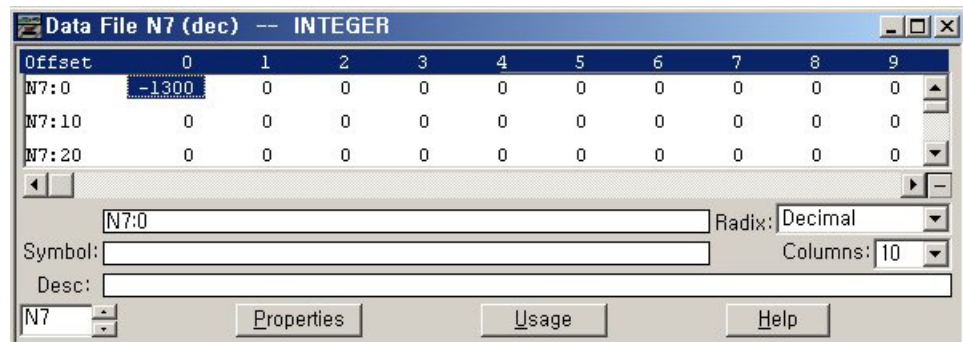 Data File N7 (dec) -- INTEGER
Offset 0 1 2 3 4 5 6 7 8 9
N7:0 -1300 0 0 0 0 0 0 0 0 0
N7:10 0 0 0 0 0 0 0 0 0 0
N7:20 0 0 0 0 0 0 0 0 0 0
N7:0 Radix: Decimal
Symbol: Columns: 10
Desc:
N7 Properties Usage Help